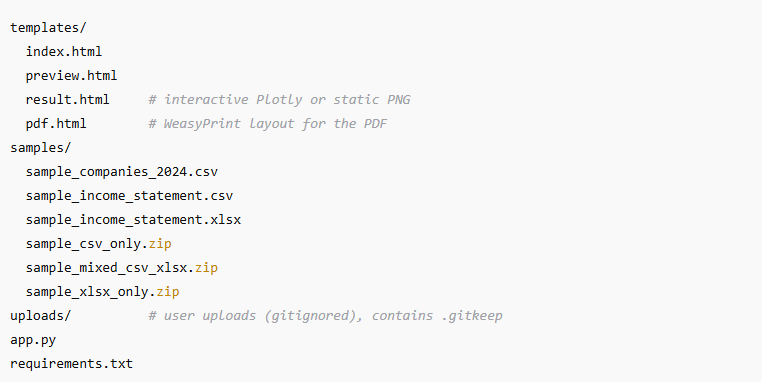 templates/
  index.html
  preview.html
  result.html     # interactive Plotly or static PNG
  pdf.html        # WeasyPrint layout for the PDF
samples/
  sample_companies_2024.csv
  sample_income_statement.csv
  sample_income_statement.xlsx
  sample_csv_only.zip
  sample_mixed_csv_xlsx.zip
  sample_xlsx_only.zip
uploads/          # user uploads (gitignored), contains .gitkeep
app.py
requirements.txt